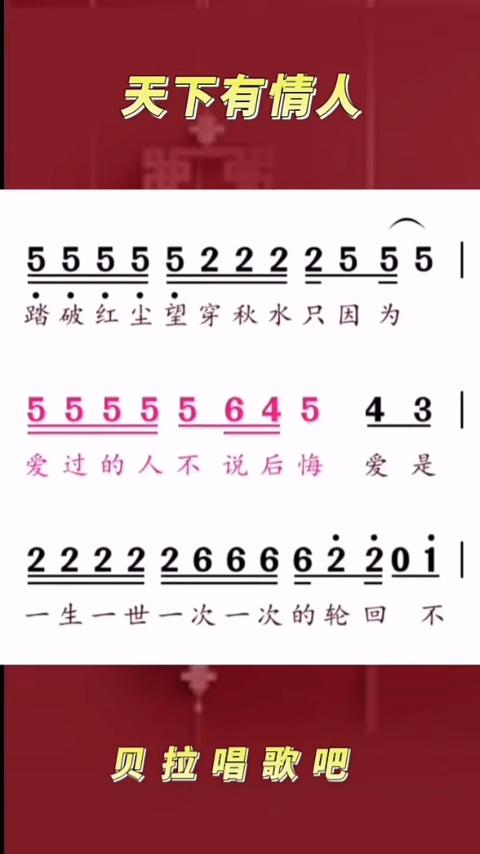 天下有情人
5 5 5 5 5 2 2 2 2 5 5 5 |
踏破红尘望穿秋水只因为
5 5 5 5 5 6 4 5 4 3 |
爱过的人不说后悔 爱是
2 2 2 2 2 6 6 6 6 2 2 0 1 |
一生一世一次一次的轮回 不
贝拉唱歌吧